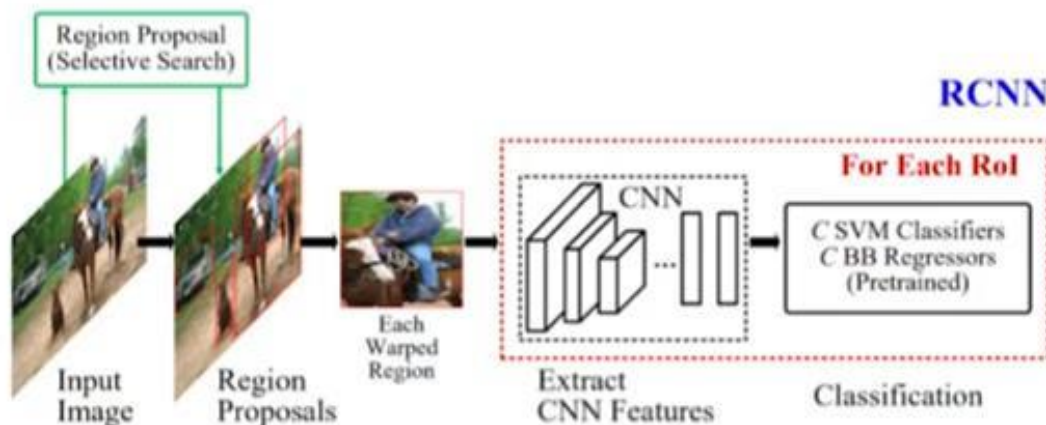 Region Proposal
(Selective Search)
RCNN
For Each RoI
CNN
...
C SVM Classifiers
C BB Regressors
(Pretrained)
Each
Warped
Region
Input
Image
Region
Proposals
Extract
CNN Features
Classification